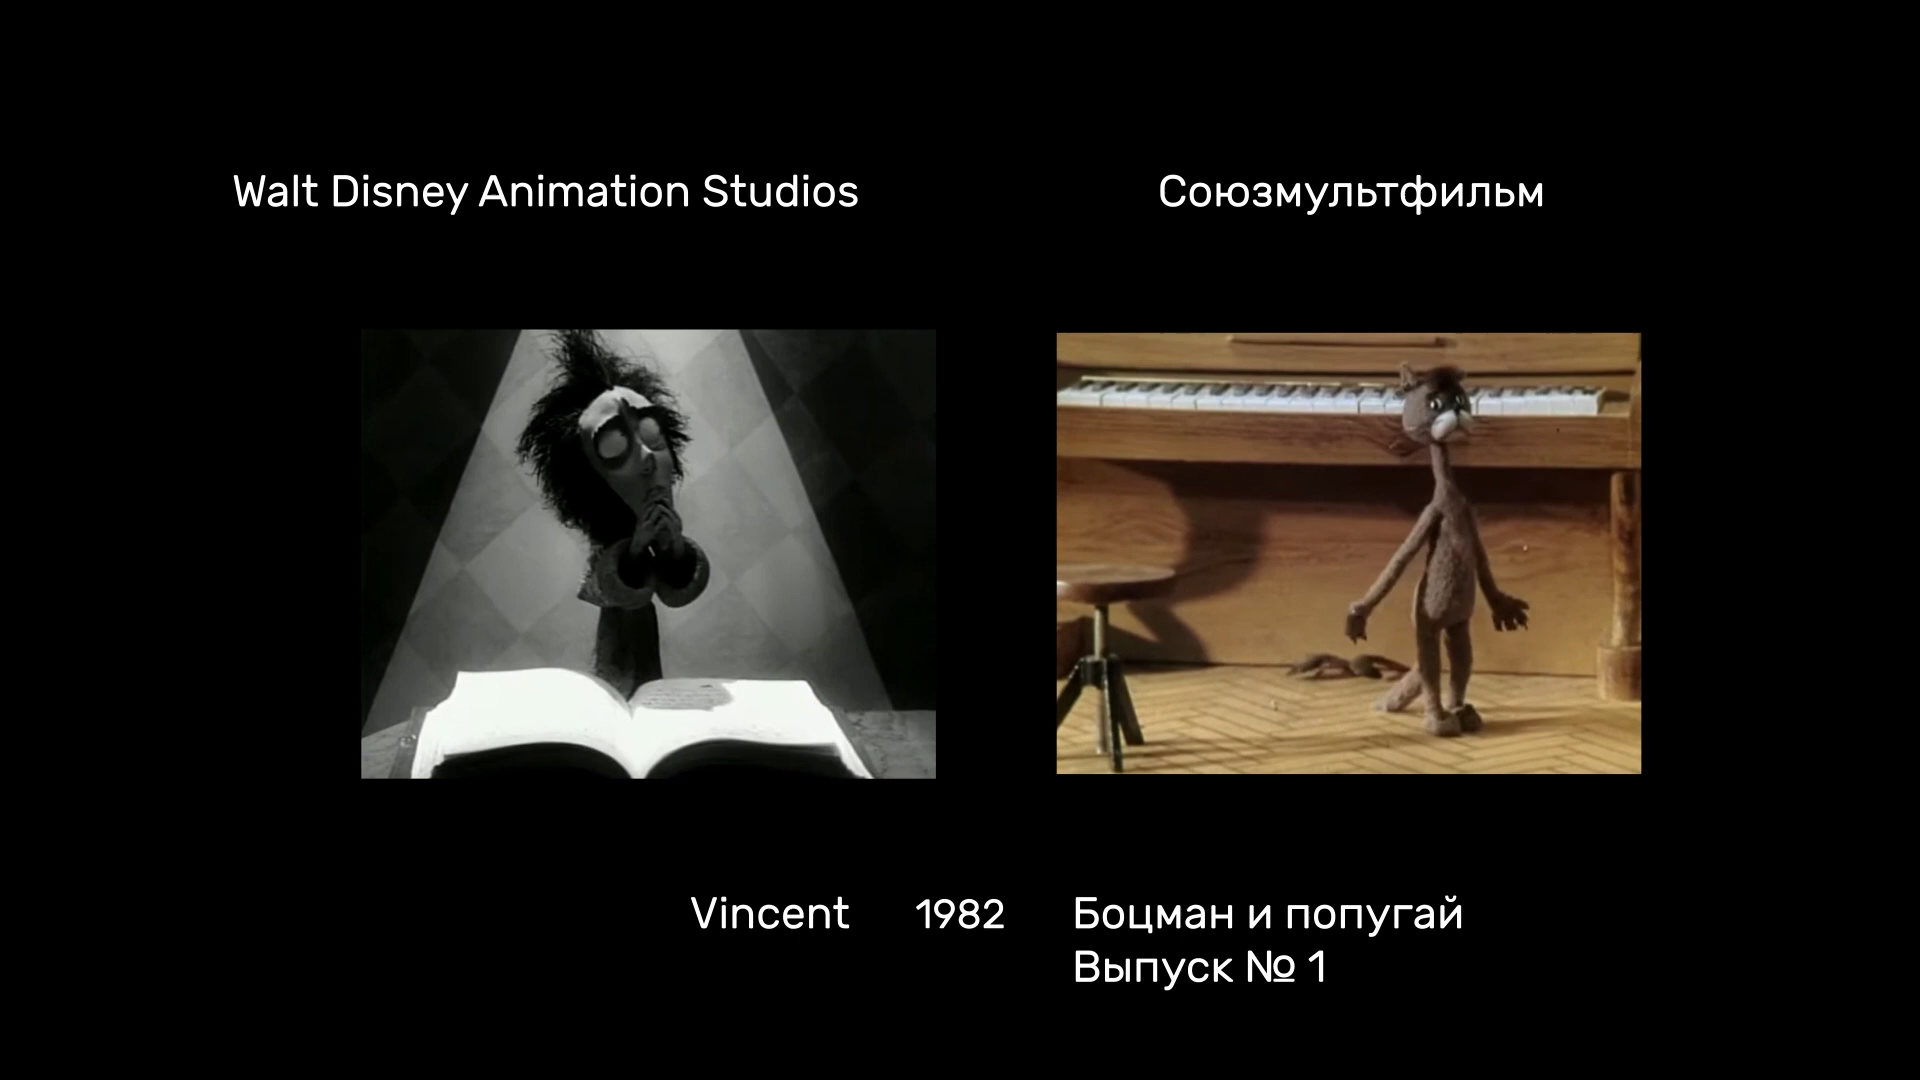 Walt Disney Animation Studios
Союзмультфильм
Vincent
1982
Боцман и попугай
Выпуск № 1